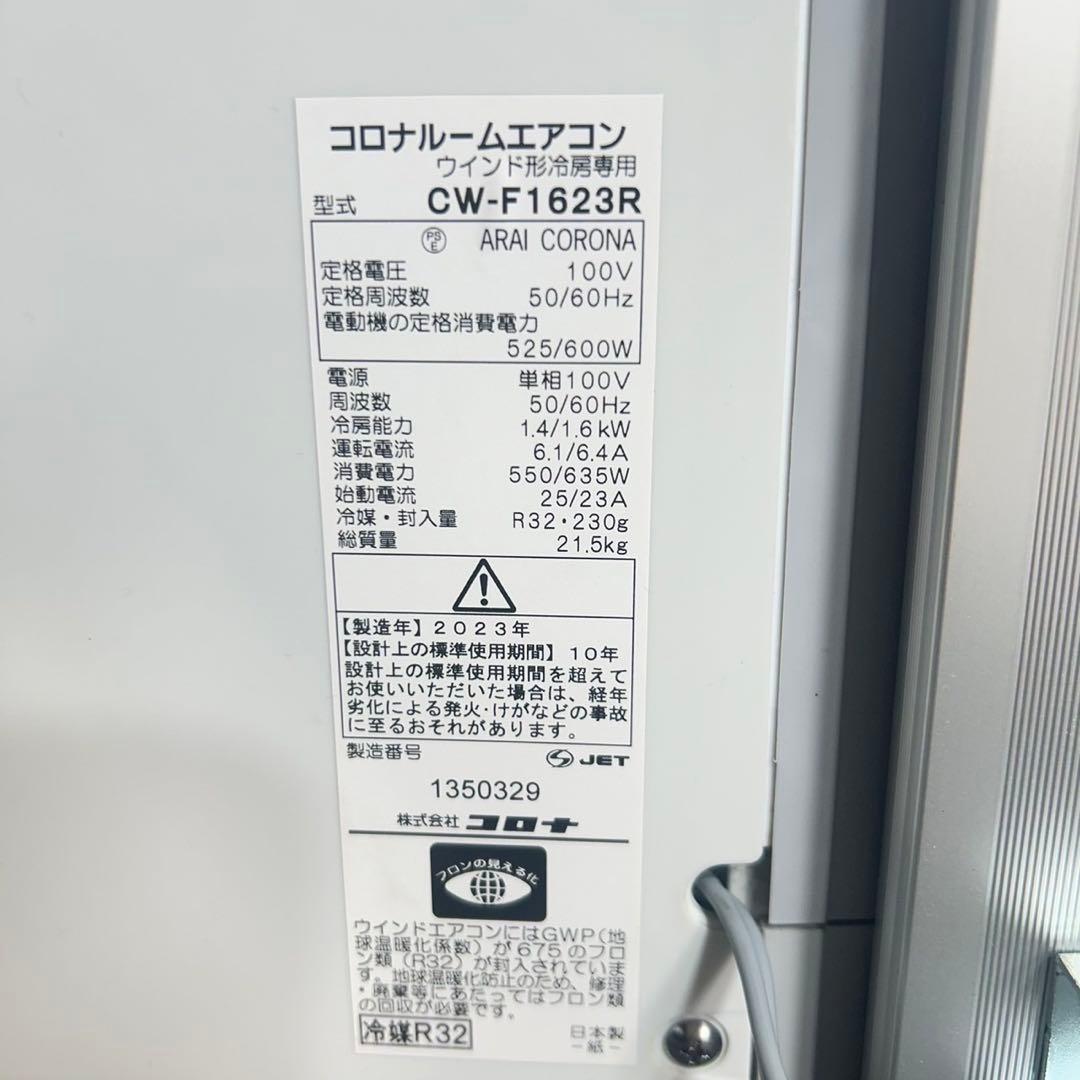 コロナルームエアコン
ウインド形冷房専用
型式 CW-F1623R
PSE ARAI CORONA
定格電圧 100V
定格周波数 50/60Hz
電動機の定格消費電力
525/600W
電源 単相100V
周波数 50/60Hz
冷房能力 1.4/1.6kW
運転電流 6.1/6.4A
消費電力 550/635W
始動電流 25/23A
冷媒・封入量 R32・230g
総質量 21.5kg
【製造年】２０２３年
【設計上の標準使用期間】１０年
設計上の標準使用期間を超えて
お使いいただいた場合は、経年
劣化による発火・けがなどの事故
に至るおそれがあります。
製造番号 JET
1350329
株式会社 コロナ
フロンの見える化
ウインドエアコンにはGWP(地
球温暖化係数)が675のフロ
ン類(R32)が封入されていま
す。地球温暖化防止のため、修理
・廃棄等にあたってはフロン類
の回収が必要です。
冷媒R32 日本製
－紙－